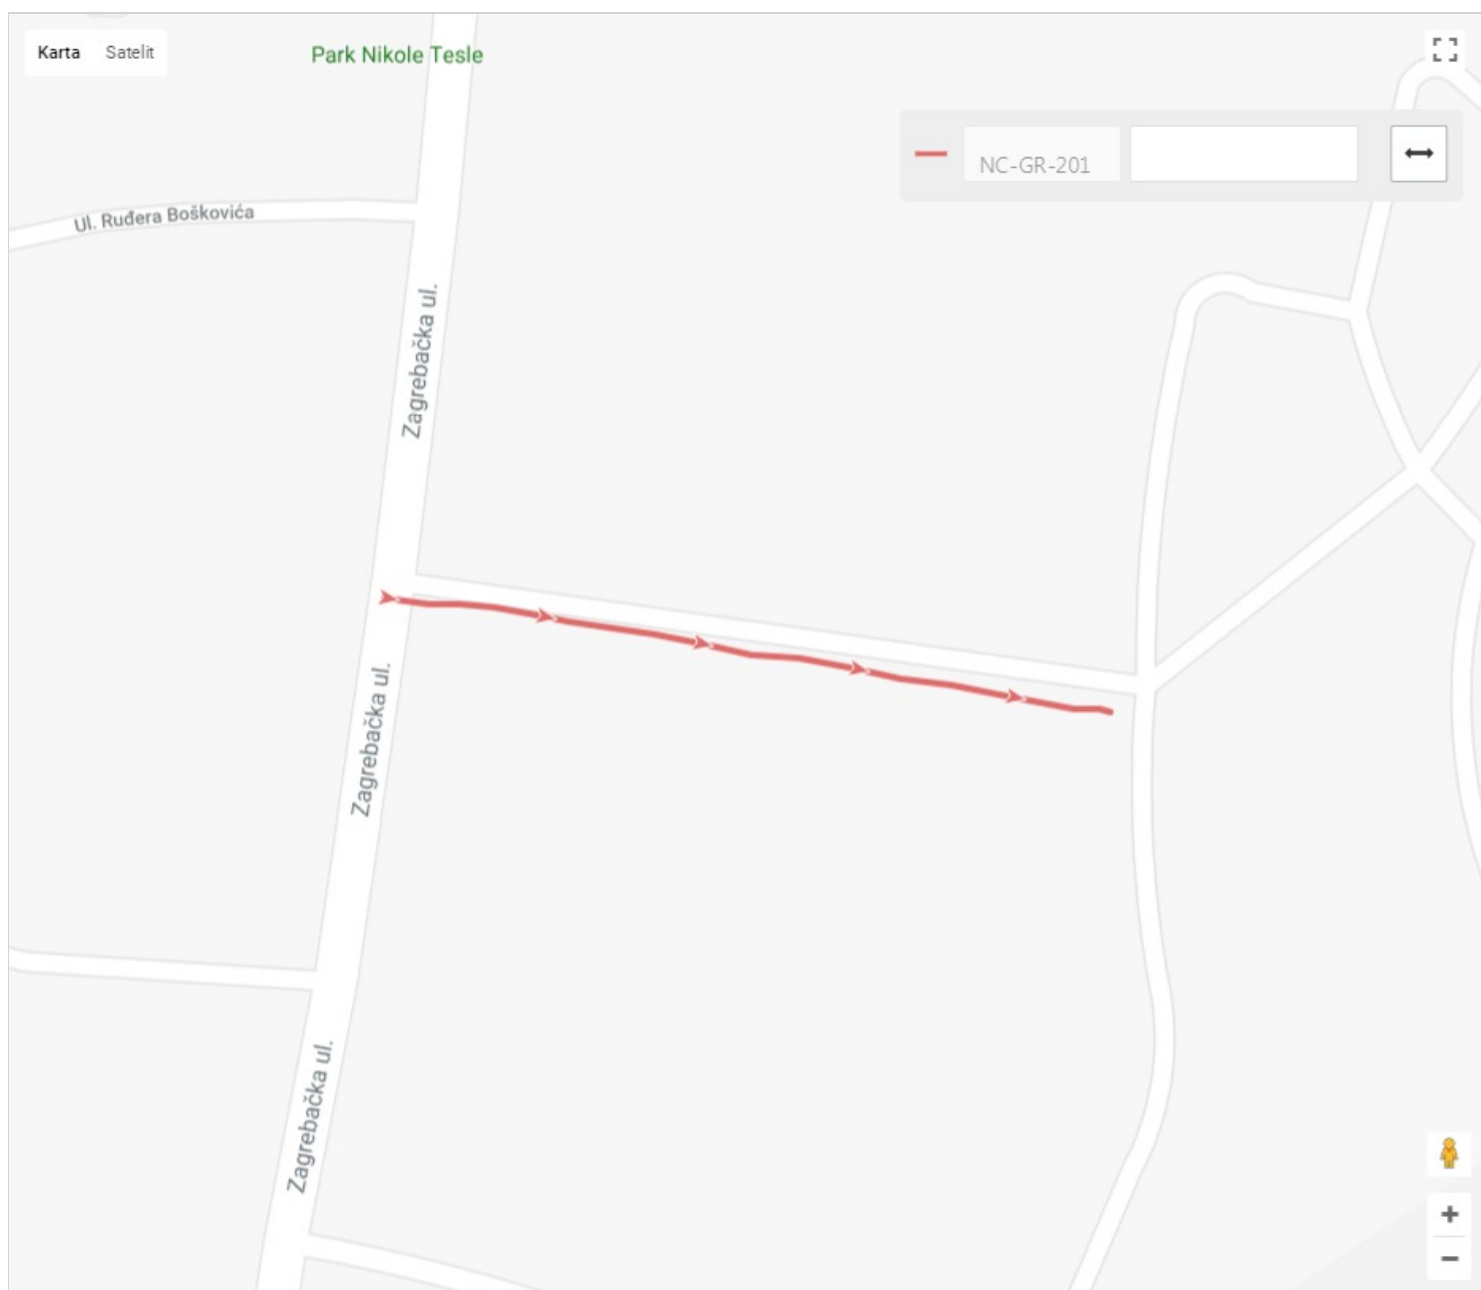 Karta Satelit
Park Nikole Tesle
NC-GR-201
Ul. Ruđera Boškovića
Zagrebačka ul.
Zagrebačka ul.
Zagrebačka ul.